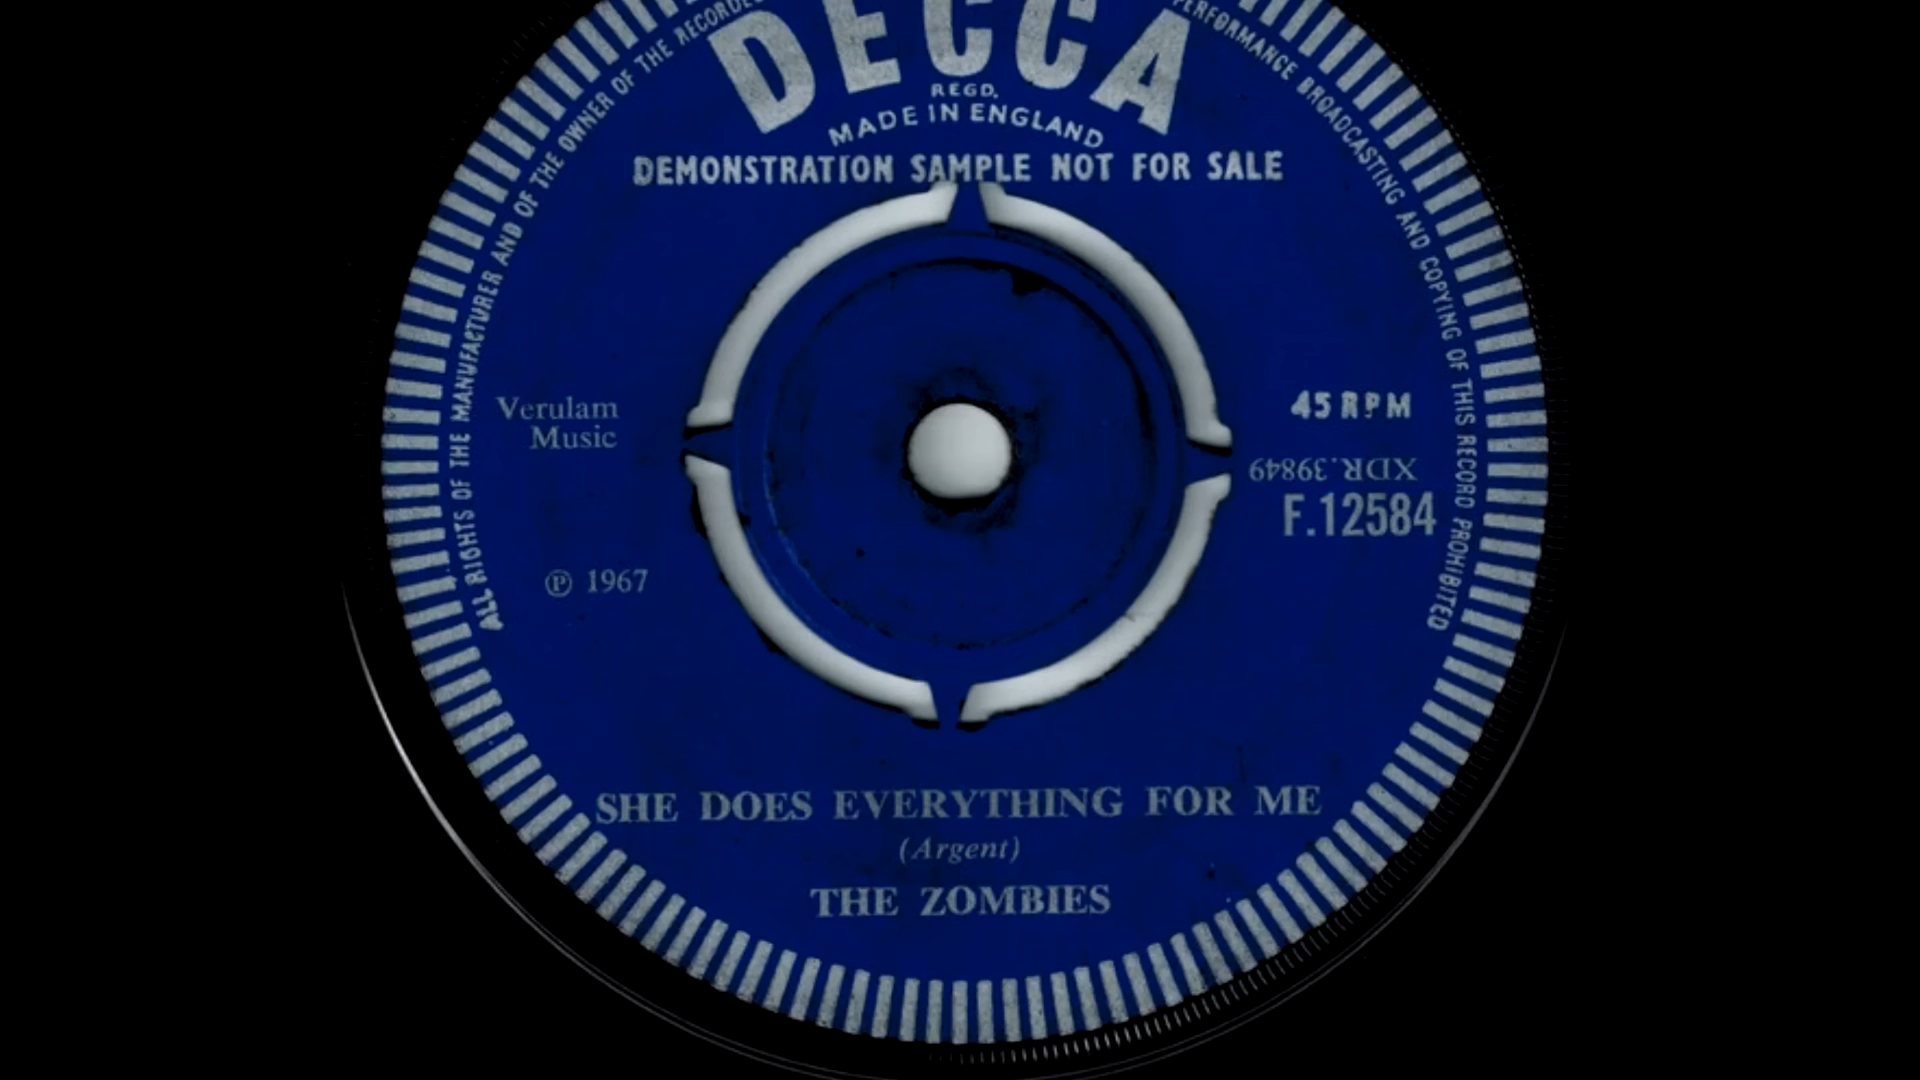 DECCA
REGD.
MADE IN ENGLAND
DEMONSTRATION SAMPLE NOT FOR SALE
ALL RIGHTS OF THE MANUFACTURER AND OF THE OWNER OF THE RECORDED
PERFORMANCE BROADCASTING AND COPYING OF THIS RECORD PROHIBITED
Verulam
Music
45 RPM
XDR.39849
F.12584
℗ 1967
SHE DOES EVERYTHING FOR ME
(Argent)
THE ZOMBIES